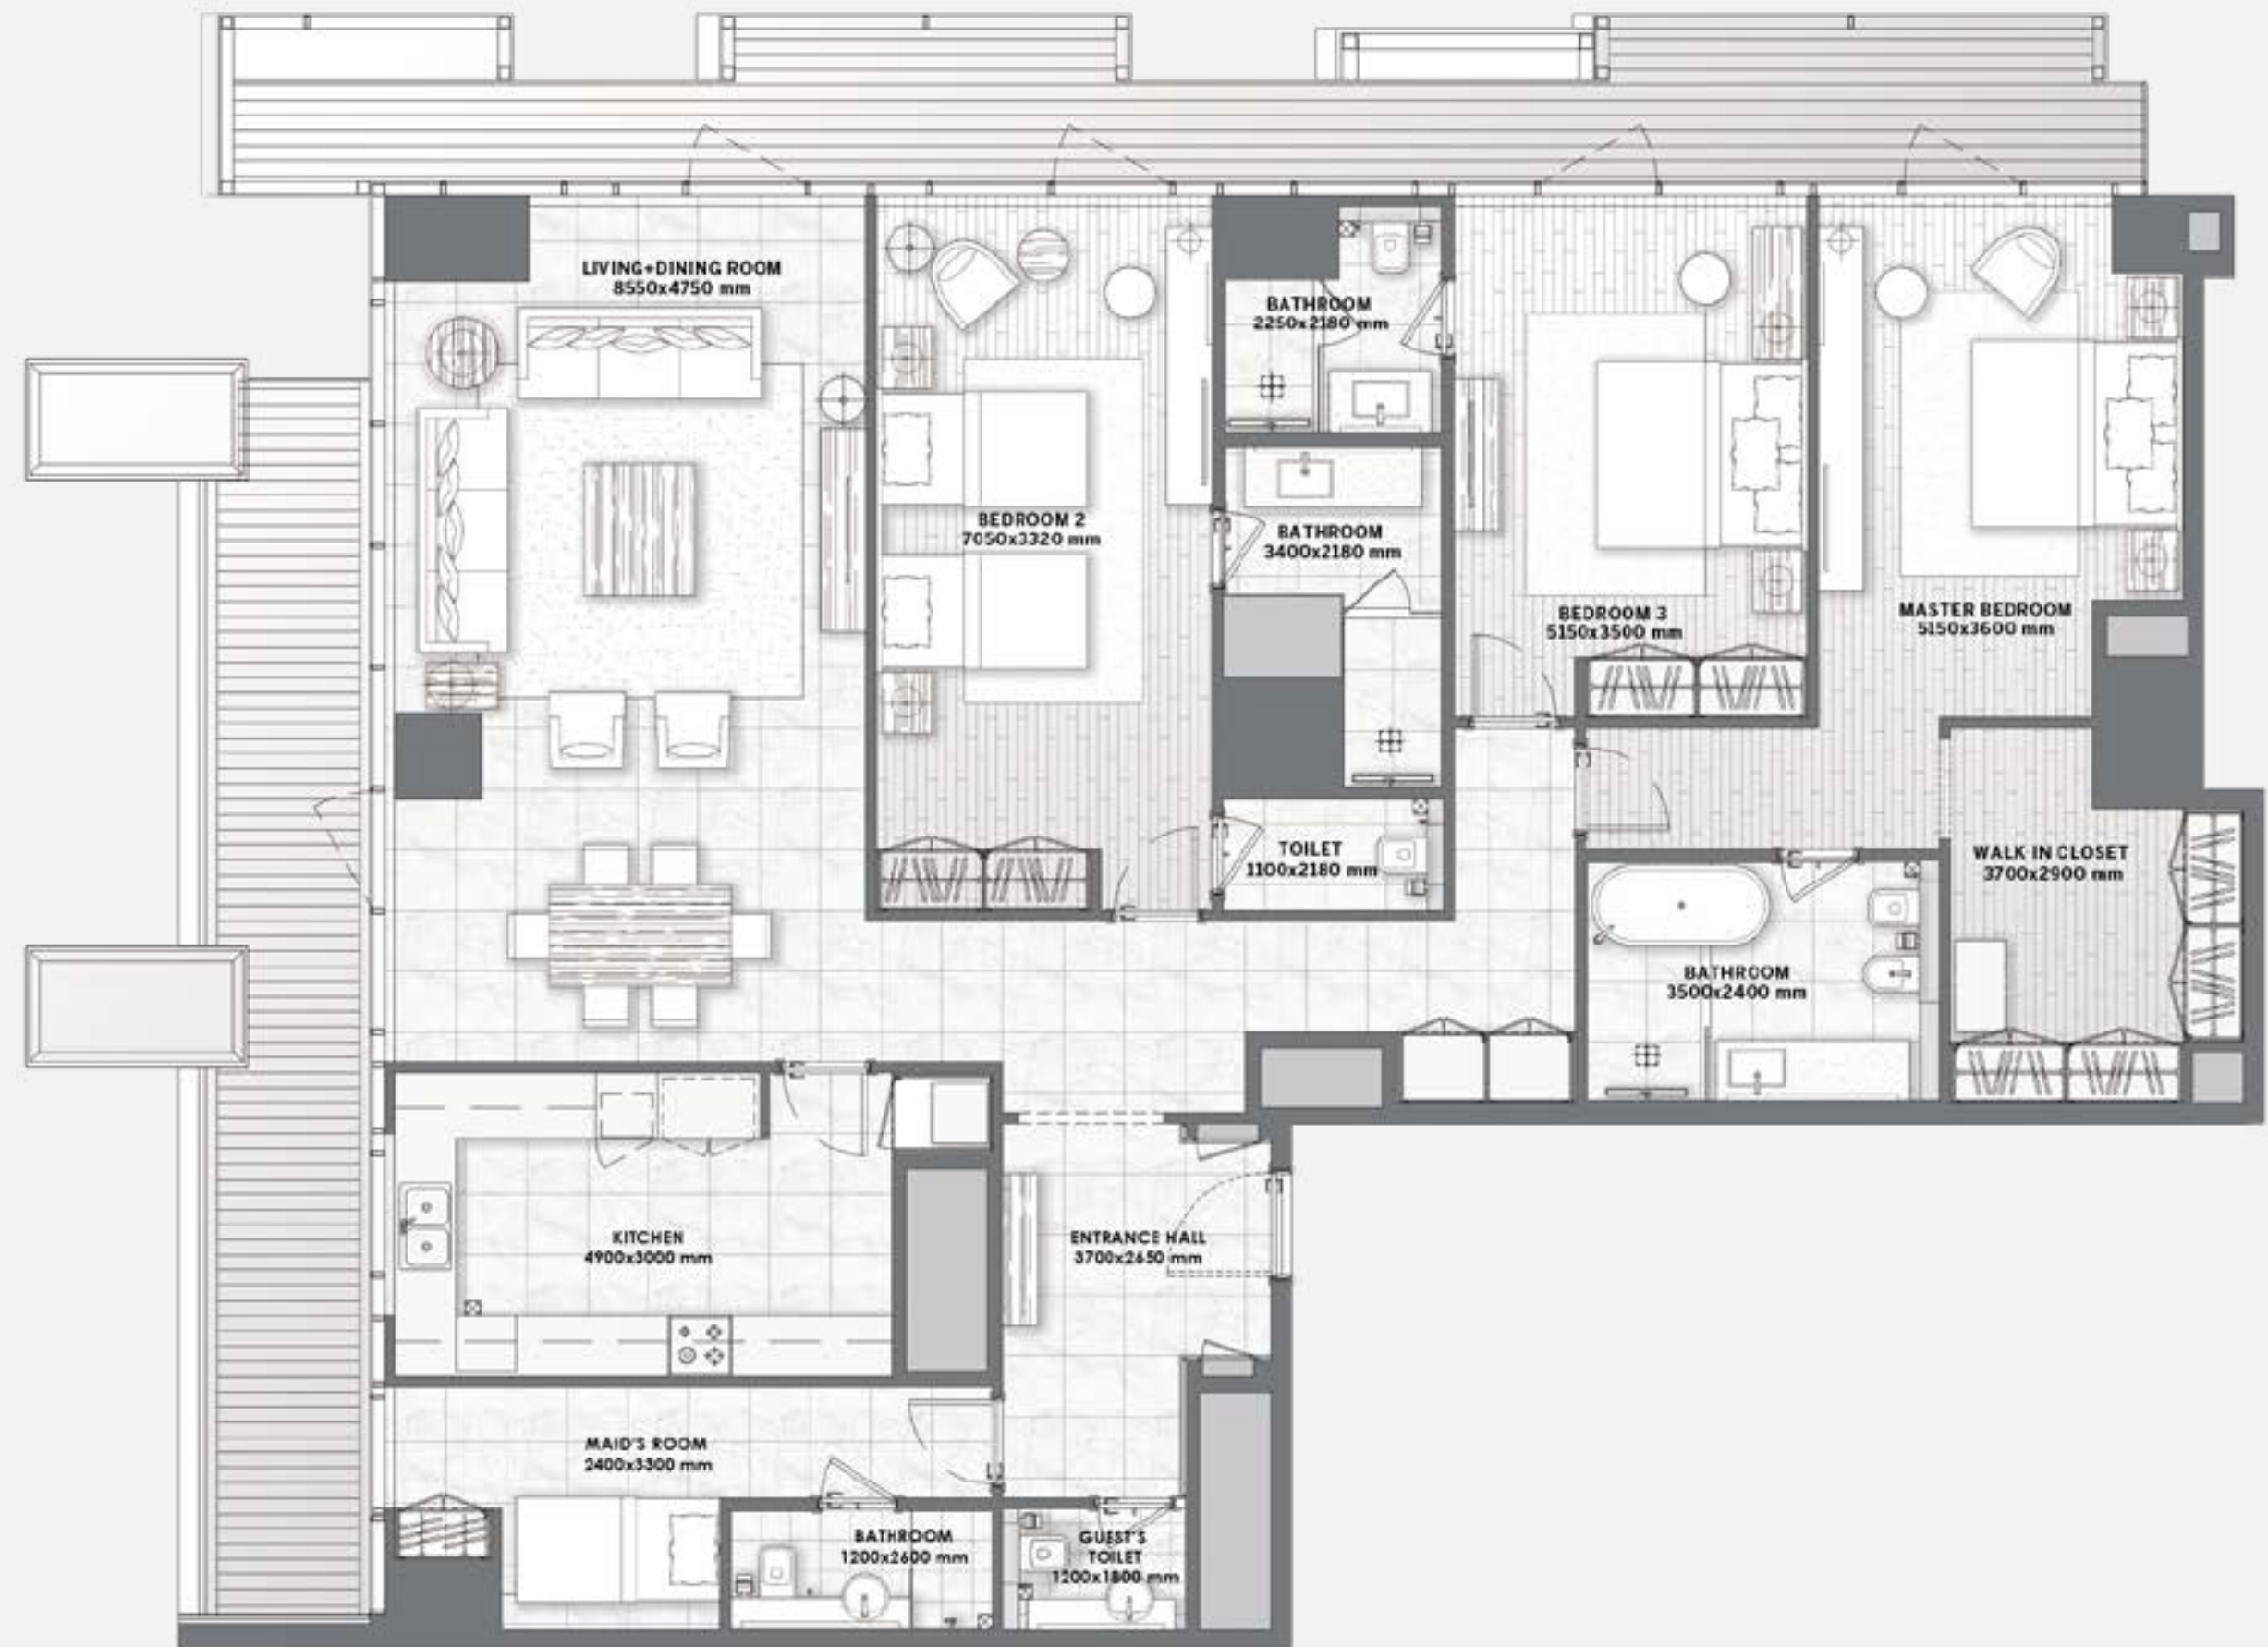 LIVING+DINING ROOM
8550x4750 mm
BATHROOM
2250x2180 mm
BEDROOM 2
7050x3320 mm
BATHROOM
3400x2180 mm
BEDROOM 3
5150x3500 mm
MASTER BEDROOM
5150x3600 mm
TOILET
1100x2180 mm
WALK IN CLOSET
3700x2900 mm
BATHROOM
3500x2400 mm
KITCHEN
4900x3000 mm
ENTRANCE HALL
3700x2650 mm
MAID'S ROOM
2400x3300 mm
BATHROOM
1200x2600 mm
GUEST'S
TOILET
1200x1800 mm